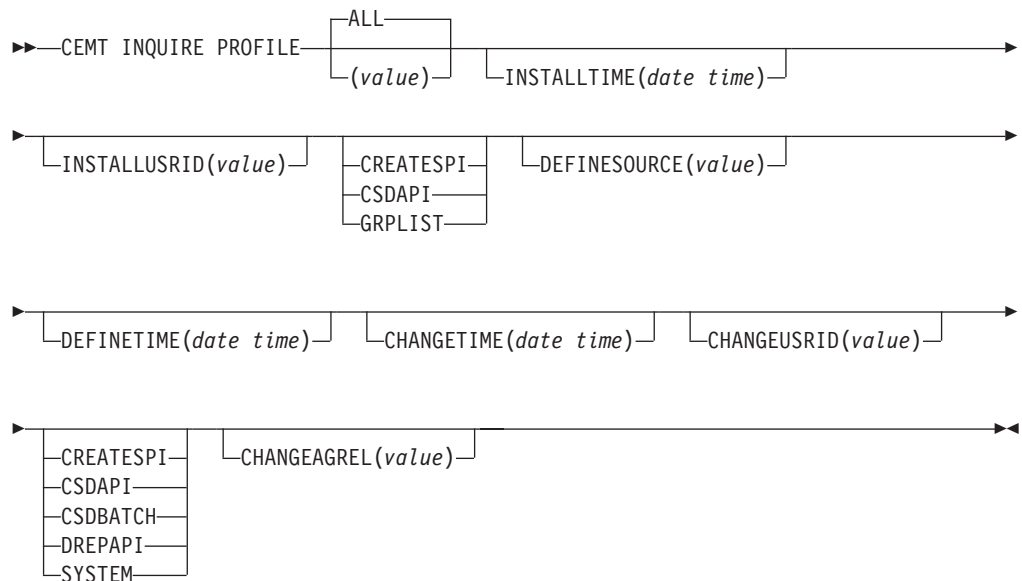 ALL
CEMT INQUIRE PROFILE
(value)
INSTALLTIME(date time)
INSTALLUSRID(value)
CREATESPI
CSDAPI
GRPLIST
DEFINESOURCE(value)
DEFINETIME(date time)
CHANGETIME(date time)
CHANGEUSRID(value)
CREATESPI
CSDAPI
CSDBATCH
DREPAPI
SYSTEM
CHANGEAGREL(value)